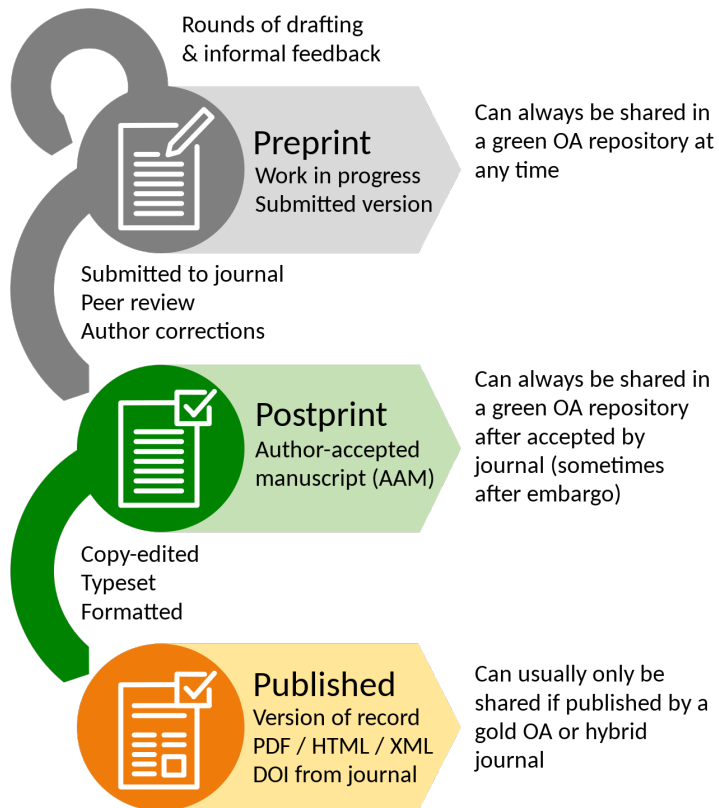 Rounds of drafting
& informal feedback
Preprint
Work in progress
Submitted version
Can always be shared in
a green OA repository at
any time
Submitted to journal
Peer review
Author corrections
Postprint
Author-accepted
manuscript (AAM)
Can always be shared in
a green OA repository
after accepted by
journal (sometimes
after embargo)
Copy-edited
Typeset
Formatted
Published
Version of record
PDF / HTML / XML
DOI from journal
Can usually only be
shared if published by a
gold OA or hybrid
journal